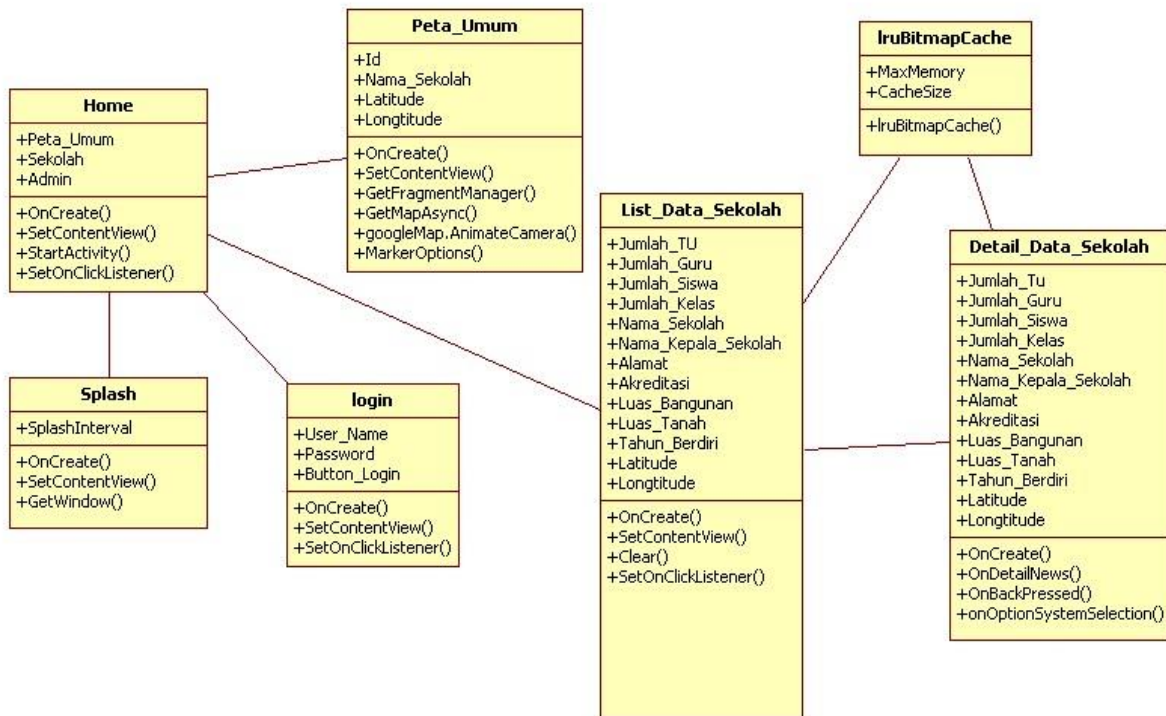 Peta_Umum
+Id
+Nama_Sekolah
+Latitude
+Longtitude
+OnCreate()
+SetContentView()
+GetFragmentManager()
+GetMapAsync()
+googleMap.AnimateCamera()
+MarkerOptions()
lruBitmapCache
+MaxMemory
+CacheSize
+lruBitmapCache()
Home
+Peta_Umum
+Sekolah
+Admin
+OnCreate()
+SetContentView()
+StartActivity()
+SetOnClickListener()
List_Data_Sekolah
+Jumlah_TU
+Jumlah_Guru
+Jumlah_Siswa
+Jumlah_Kelas
+Nama_Sekolah
+Nama_Kepala_Sekolah
+Alamat
+Akreditasi
+Luas_Bangunan
+Luas_Tanah
+Tahun_Berdiri
+Latitude
+Longtitude
+OnCreate()
+SetContentView()
+Clear()
+SetOnClickListener()
Detail_Data_Sekolah
+Jumlah_Tu
+Jumlah_Guru
+Jumlah_Siswa
+Jumlah_Kelas
+Nama_Sekolah
+Nama_Kepala_Sekolah
+Alamat
+Akreditasi
+Luas_Bangunan
+Luas_Tanah
+Tahun_Berdiri
+Latitude
+Longtitude
+OnCreate()
+OnDetailNews()
+OnBackPressed()
+onOptionSystemSelection()
Splash
+SplashInterval
+OnCreate()
+SetContentView()
+GetWindow()
login
+User_Name
+Password
+Button_Login
+OnCreate()
+SetContentView()
+SetOnClickListener()